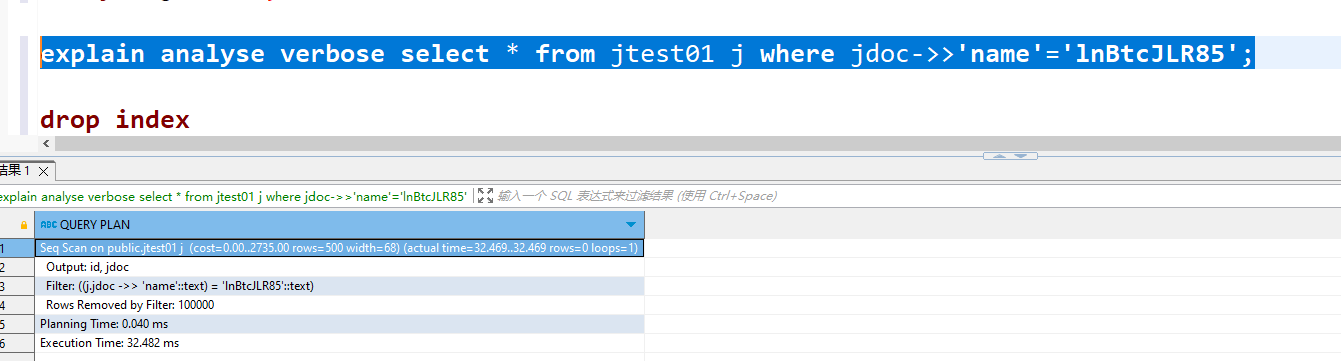 explain analyse verbose select * from jtest01 j where jdoc->>'name'='lnBtcJLR85';
drop index
结果 1
explain analyse verbose select * from jtest01 j where jdoc->>'name'='lnBtcJLR85'
输入一个 SQL 表达式来过滤结果 (使用 Ctrl+Space)
ABC QUERY PLAN
1 Seq Scan on public.jtest01 j (cost=0.00..2735.00 rows=500 width=68) (actual time=32.469..32.469 rows=0 loops=1)
2 Output: id, jdoc
3 Filter: ((j.jdoc ->> 'name'::text) = 'lnBtcJLR85'::text)
4 Rows Removed by Filter: 100000
5 Planning Time: 0.040 ms
6 Execution Time: 32.482 ms